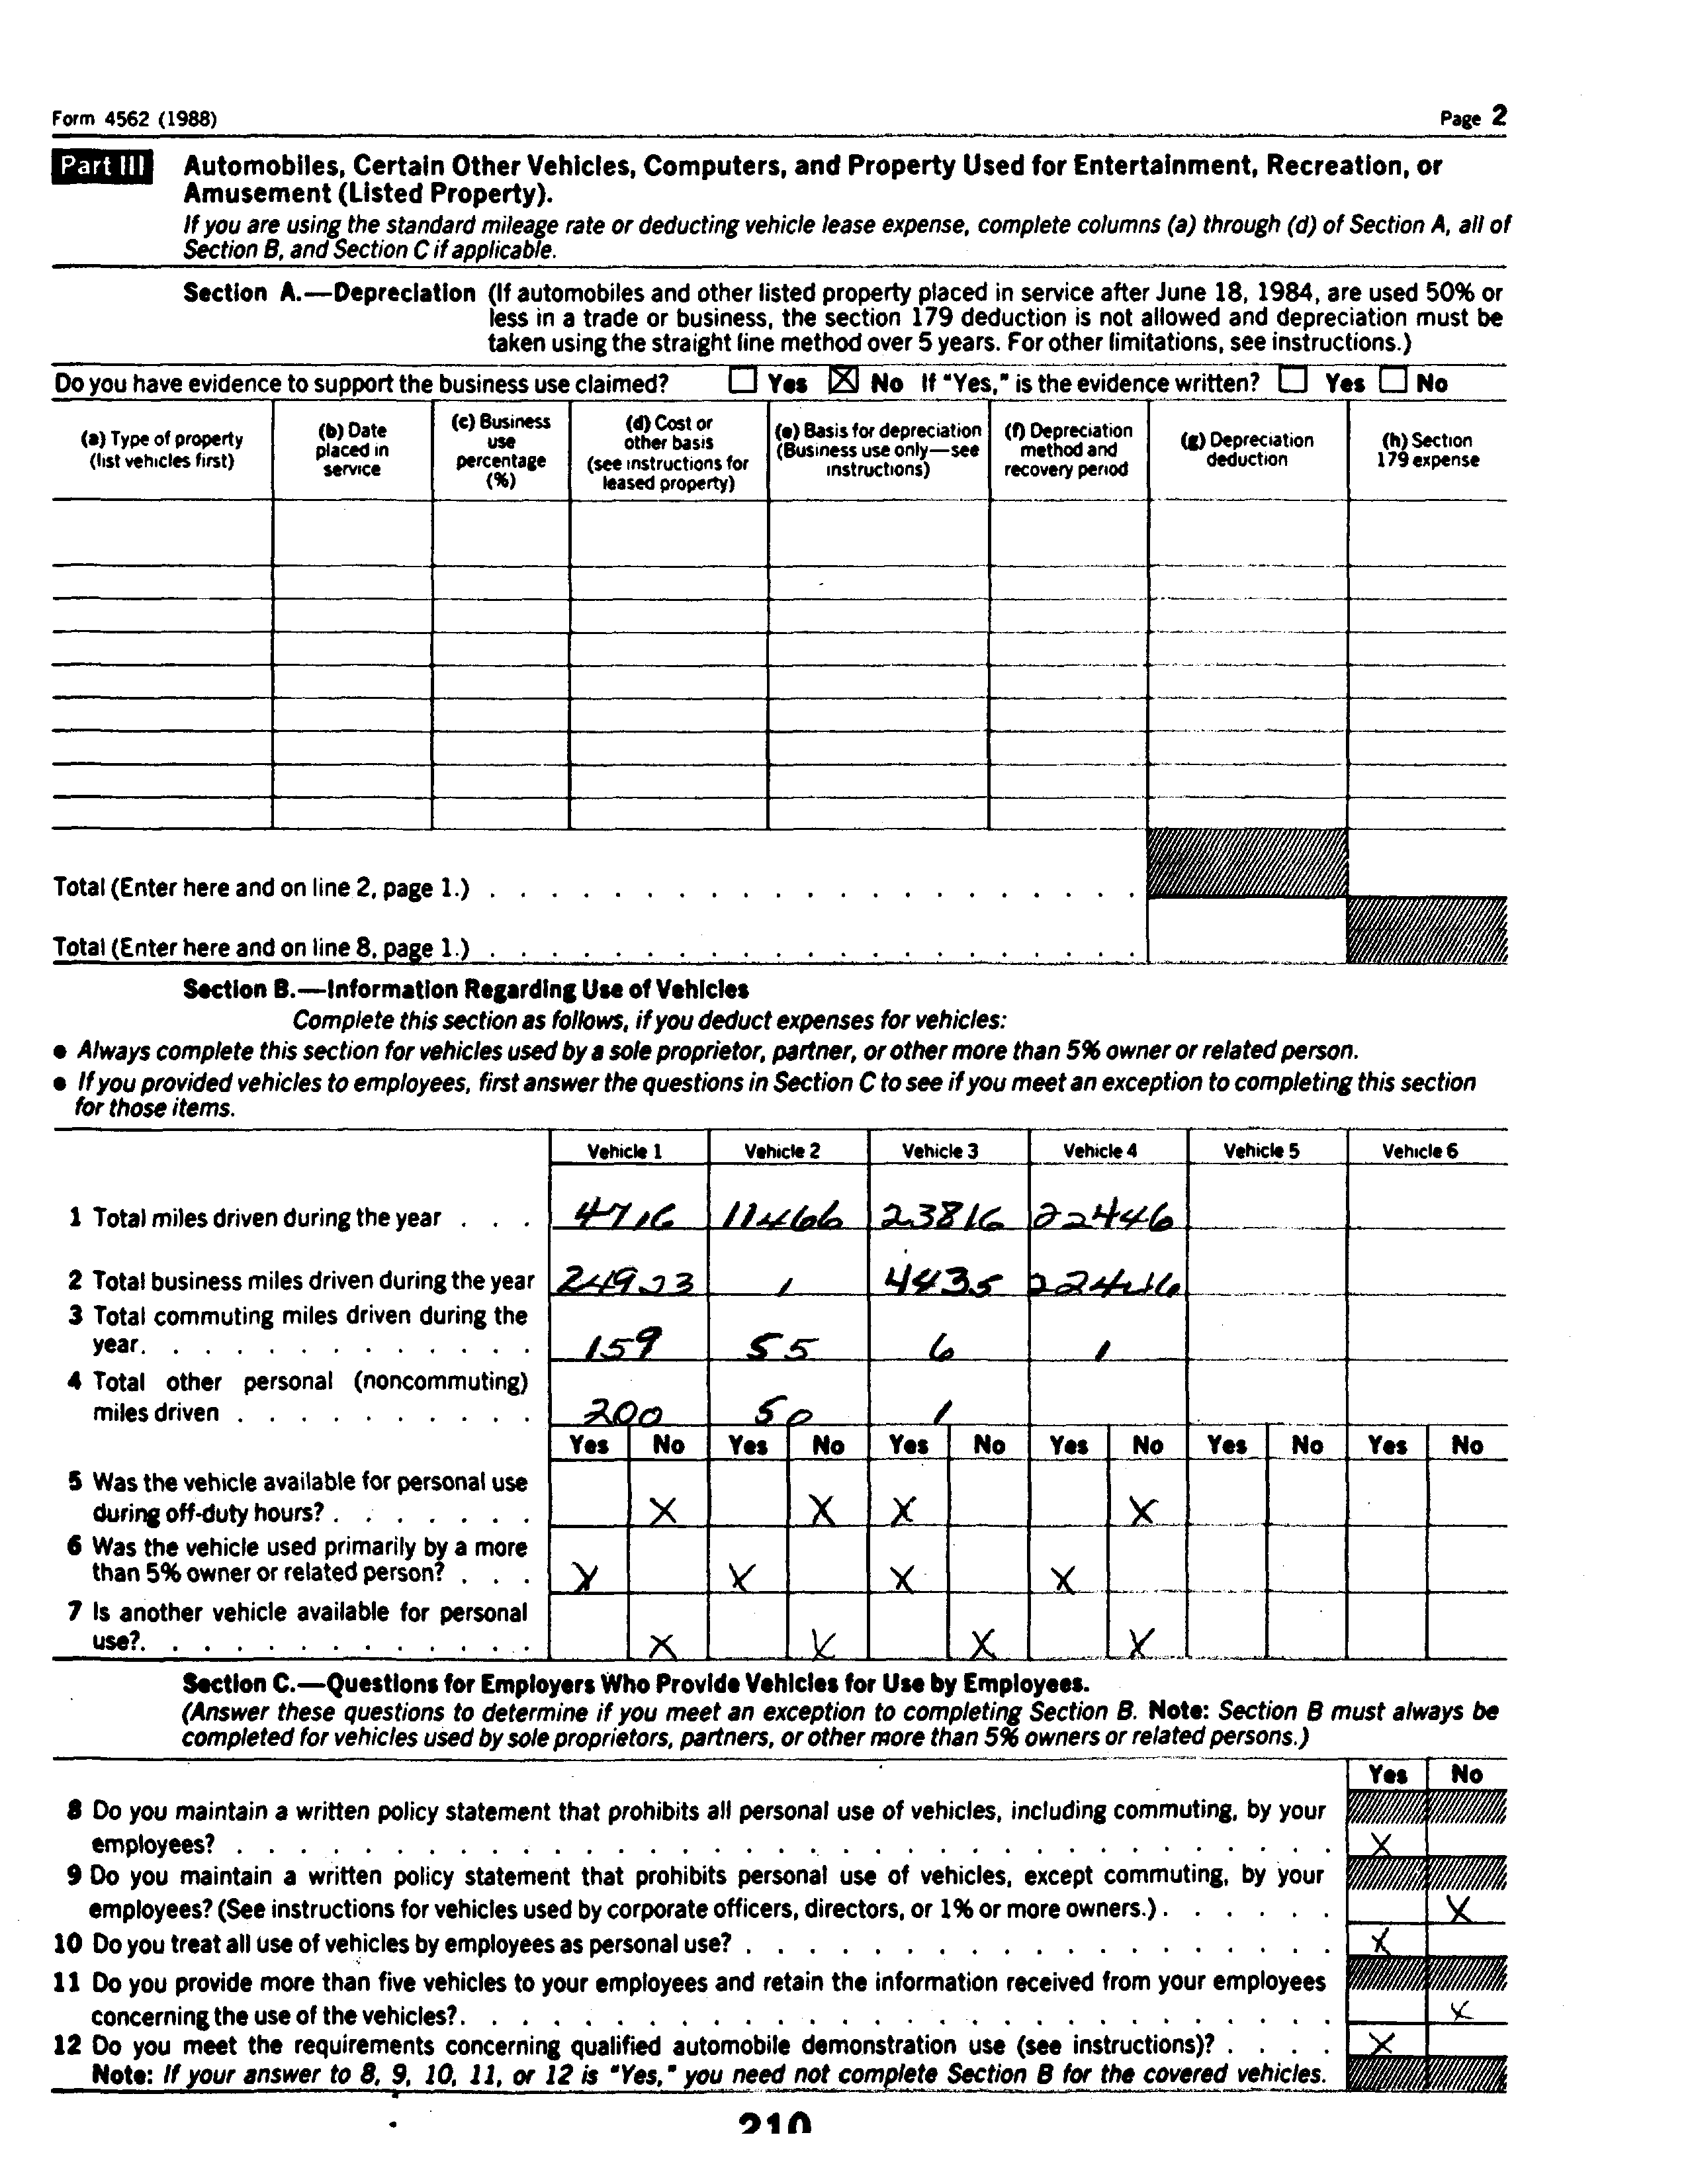 Form 4562 (1988) Page 2
Part III Automobiles, Certain Other Vehicles, Computers, and Property Used for Entertainment, Recreation, or
Amusement (Listed Property).
If you are using the standard mileage rate or deducting vehicle lease expense, complete columns (a) through (d) of Section A, all of
Section B, and Section C if applicable.
Section A.—Depreciation (If automobiles and other listed property placed in service after June 18, 1984, are used 50% or
less in a trade or business, the section 179 deduction is not allowed and depreciation must be
taken using the straight line method over 5 years. For other limitations, see instructions.)
Do you have evidence to support the business use claimed? ☐ Yes ☒ No If "Yes," is the evidence written? ☐ Yes ☐ No
(a) Type of property
(list vehicles first)
(b) Date
placed in
service
(c) Business
use
percentage
(%)
(d) Cost or
other basis
(see instructions for
leased property)
(e) Basis for depreciation
(Business use only—see
instructions)
(f) Depreciation
method and
recovery period
(g) Depreciation
deduction
(h) Section
179 expense
Total (Enter here and on line 2, page 1.) . . . . . . . . . . . . . . . . . . . . .
Total (Enter here and on line 8, page 1.) . . . . . . . . . . . . . . . . . . . . .
Section B.—Information Regarding Use of Vehicles
Complete this section as follows, if you deduct expenses for vehicles:
● Always complete this section for vehicles used by a sole proprietor, partner, or other more than 5% owner or related person.
● If you provided vehicles to employees, first answer the questions in Section C to see if you meet an exception to completing this section
for those items.
Vehicle 1 Vehicle 2 Vehicle 3 Vehicle 4 Vehicle 5 Vehicle 6
1 Total miles driven during the year . . . 4716 11466 23816 22446
2 Total business miles driven during the year 1 4435 22446
3 Total commuting miles driven during the
year. . . . . . . . . . . . . 159 55 6 1
4 Total other personal (noncommuting)
miles driven . . . . . . . . . . 200 50 1
Yes No Yes No Yes No Yes No Yes No Yes No
5 Was the vehicle available for personal use
during off-duty hours? . . . . . . . X X X X
6 Was the vehicle used primarily by a more
than 5% owner or related person? . . . X X X X
7 Is another vehicle available for personal
use?. . . . . . . . . . . . . X X X X
Section C.—Questions for Employers Who Provide Vehicles for Use by Employees.
(Answer these questions to determine if you meet an exception to completing Section B. Note: Section B must always be
completed for vehicles used by sole proprietors, partners, or other more than 5% owners or related persons.)
Yes No
8 Do you maintain a written policy statement that prohibits all personal use of vehicles, including commuting, by your
employees? . . . . . . . . . . . . . . . . . . . . . . . . . . . . . . . . . . X
9 Do you maintain a written policy statement that prohibits personal use of vehicles, except commuting, by your
employees? (See instructions for vehicles used by corporate officers, directors, or 1% or more owners.) . . . . . . X
10 Do you treat all use of vehicles by employees as personal use? . . . . . . . . . . . . . . . . . . X
11 Do you provide more than five vehicles to your employees and retain the information received from your employees
concerning the use of the vehicles?. . . . . . . . . . . . . . . . . . . . . . . . . . . X
12 Do you meet the requirements concerning qualified automobile demonstration use (see instructions)? . . . . X
Note: If your answer to 8, 9, 10, 11, or 12 is "Yes," you need not complete Section B for the covered vehicles.
210